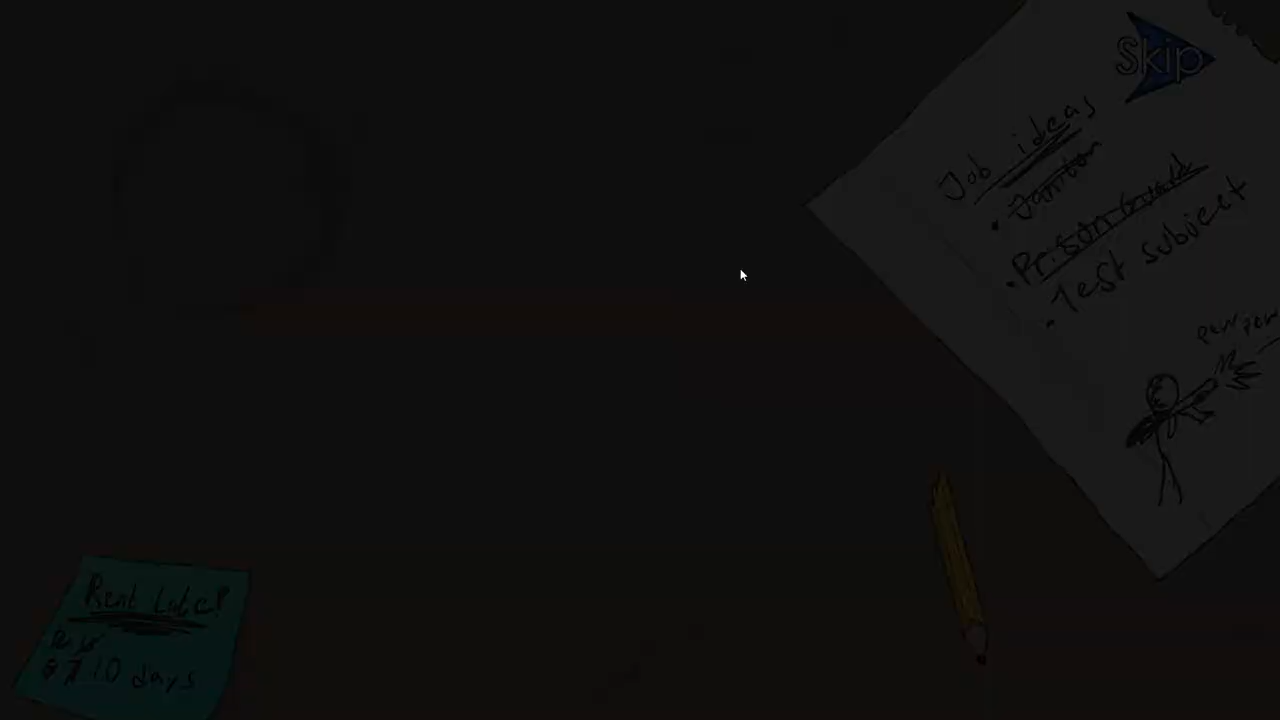 Skip
Job ideas
• Janitor
• Prison Guard
• Test subject
pew pew
Rent Late?
10 days